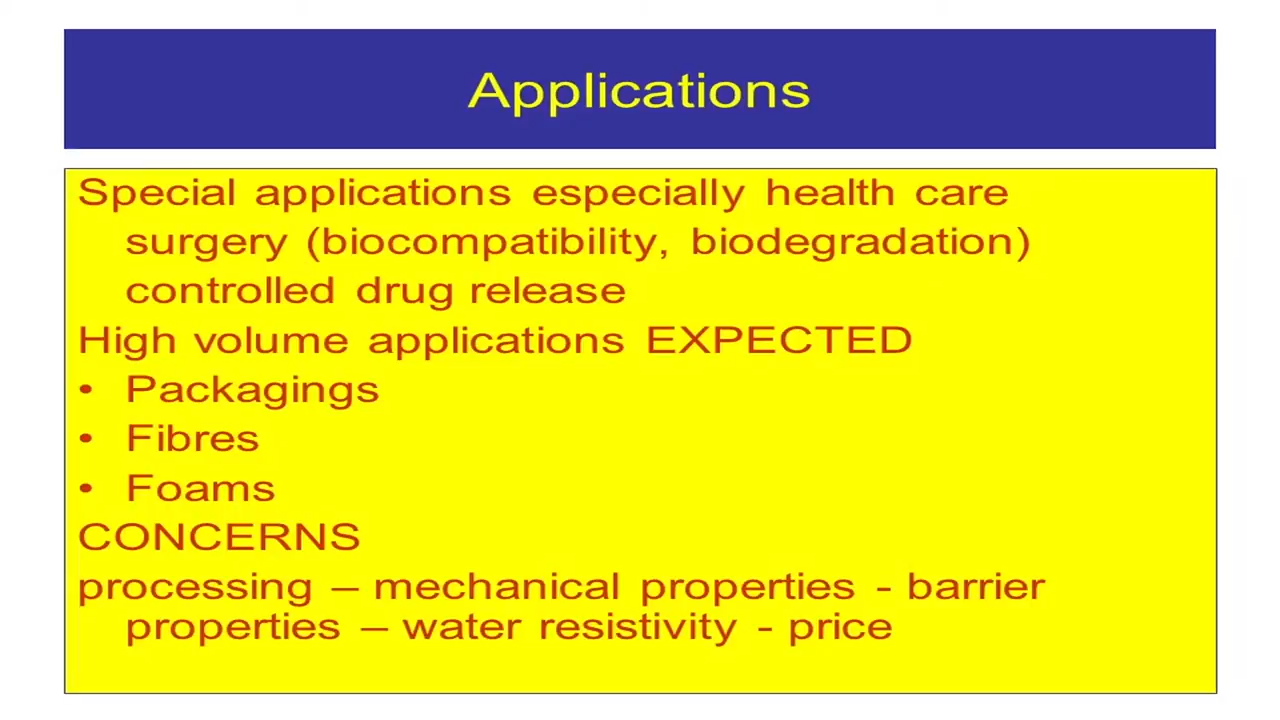 Applications
Special applications especially health care
surgery (biocompatibility, biodegradation)
controlled drug release
High volume applications EXPECTED
• Packagings
• Fibres
• Foams
CONCERNS
processing – mechanical properties - barrier
properties – water resistivity - price